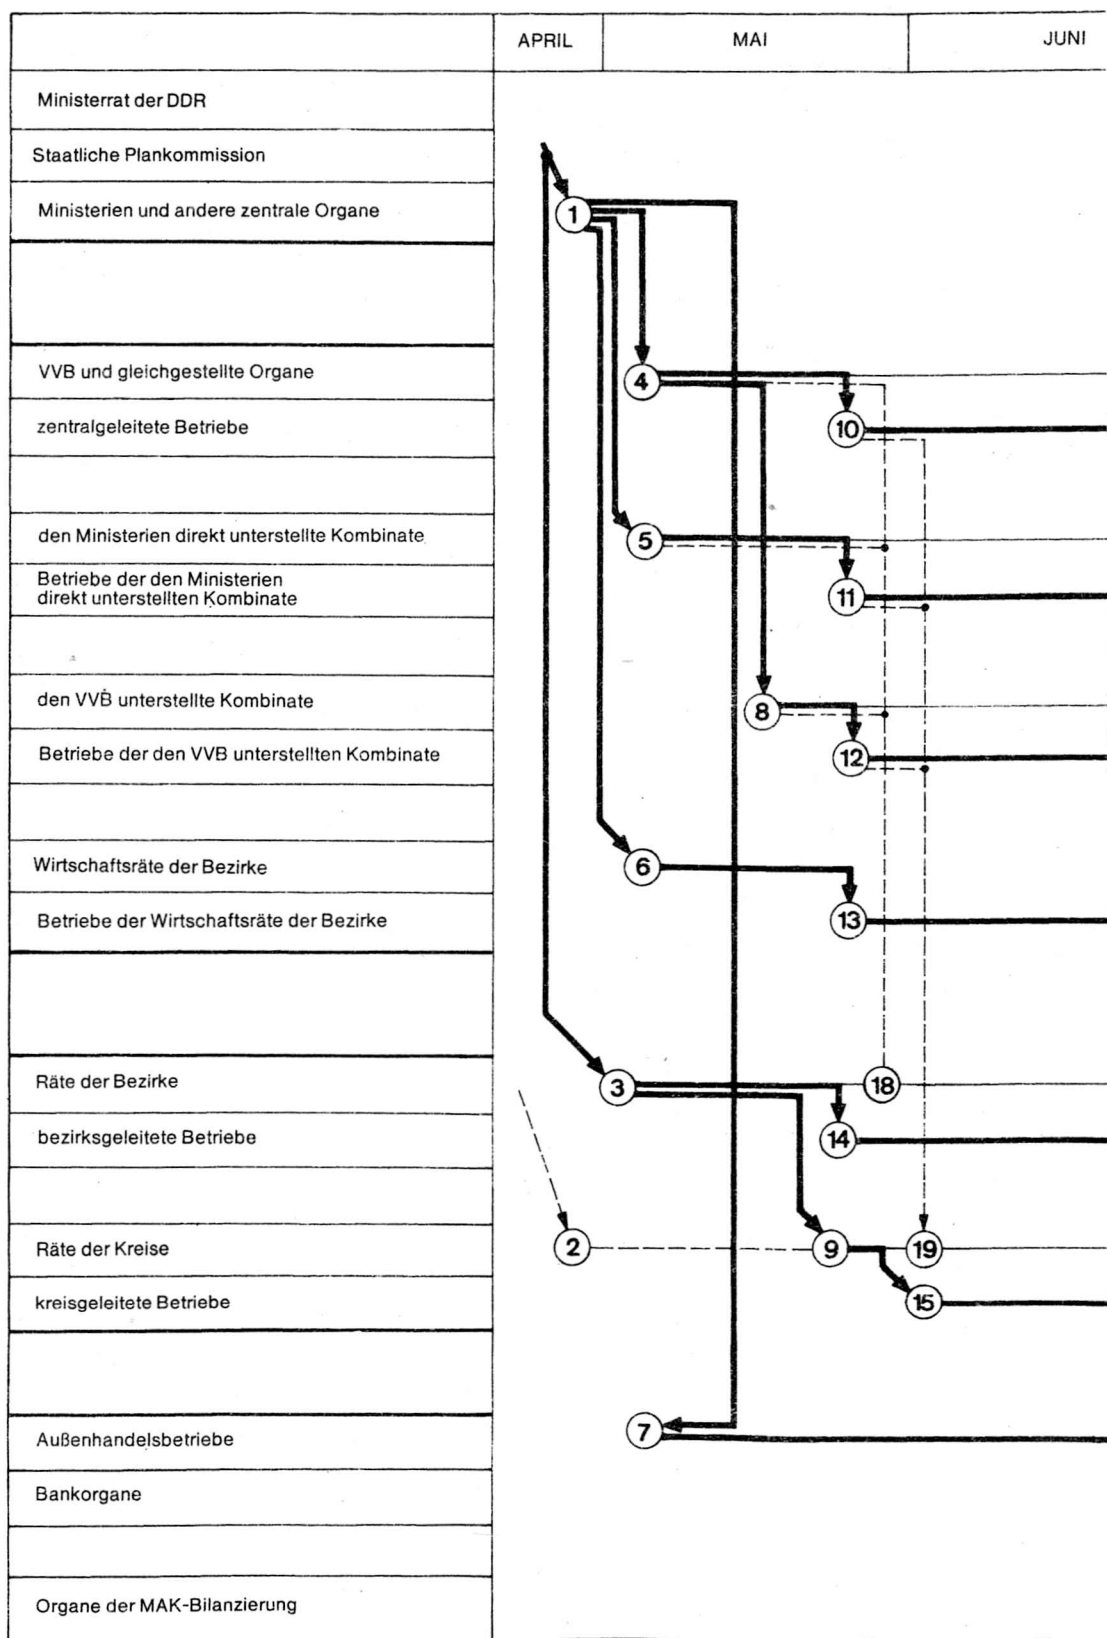 APRIL MAI JUNI
Ministerrat der DDR
Staatliche Plankommission
Ministerien und andere zentrale Organe
1
VVB und gleichgestellte Organe
4
zentralgeleitete Betriebe
10
den Ministerien direkt unterstellte Kombinate
5
Betriebe der den Ministerien
direkt unterstellten Kombinate
11
den VVB unterstellte Kombinate
8
Betriebe der den VVB unterstellten Kombinate
12
Wirtschaftsräte der Bezirke
6
Betriebe der Wirtschaftsräte der Bezirke
13
Räte der Bezirke
3 18
bezirksgeleitete Betriebe
14
Räte der Kreise
2 9 19
kreisgeleitete Betriebe
15
Außenhandelsbetriebe
7
Bankorgane
Organe der MAK-Bilanzierung